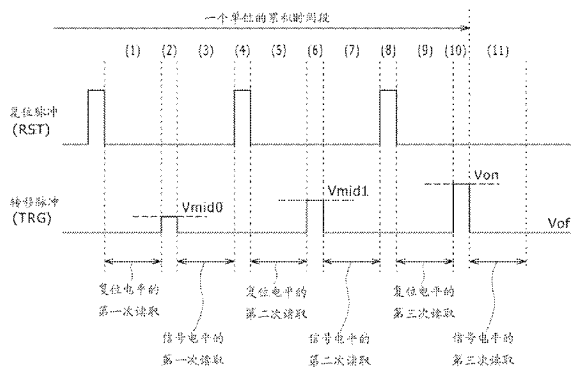 一个单位的累积时间段
(1) (2) (3) (4) (5) (6) (7) (8) (9) (10) (11)
复位脉冲
(RST)
转移脉冲
(TRG)
Vmid0
Vmid1
Von
Vof
复位电平的
第一次读取
复位电平的
第二次读取
复位电平的
第三次读取
信号电平的
第一次读取
信号电平的
第二次读取
信号电平的
第三次读取